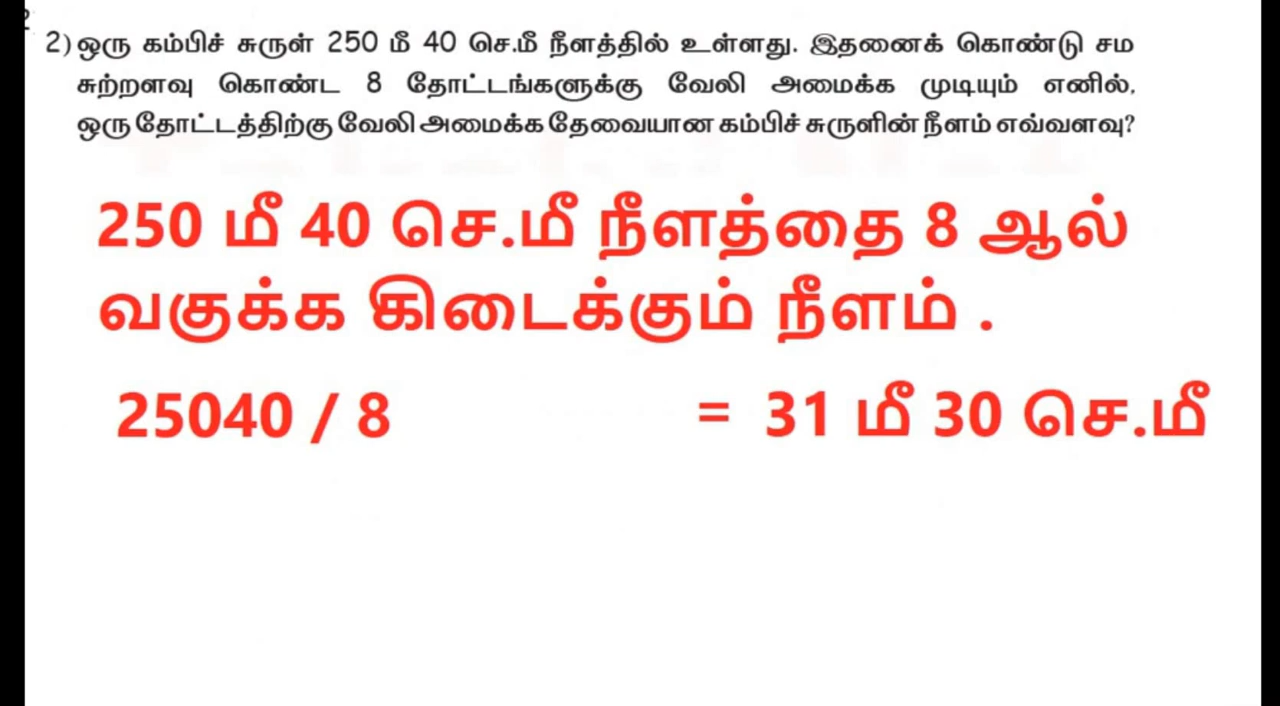 2) ஒரு கம்பிச் சுருள் 250 மீ 40 செ.மீ நீளத்தில் உள்ளது. இதனைக் கொண்டு சம
சுற்றளவு கொண்ட 8 தோட்டங்களுக்கு வேலி அமைக்க முடியும் எனில்,
ஒரு தோட்டத்திற்கு வேலி அமைக்க தேவையான கம்பிச் சுருளின் நீளம் எவ்வளவு?
250 மீ 40 செ.மீ நீளத்தை 8 ஆல்
வகுக்க கிடைக்கும் நீளம் .
25040 / 8 = 31 மீ 30 செ.மீ